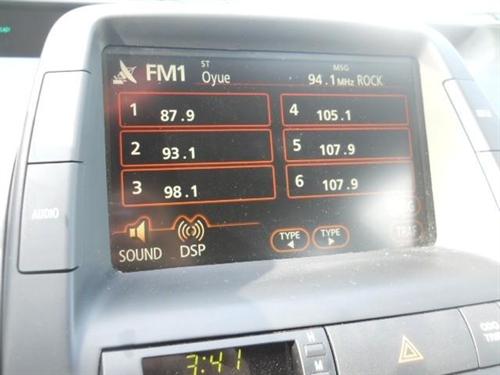 FM1 ST MSG
Oyue 94.1 MHz ROCK
1 87.9 4 105.1
2 93.1 5 107.9
3 98.1 6 107.9
SOUND DSP TYPE TYPE TRAF
AUDIO
3:41 H
M